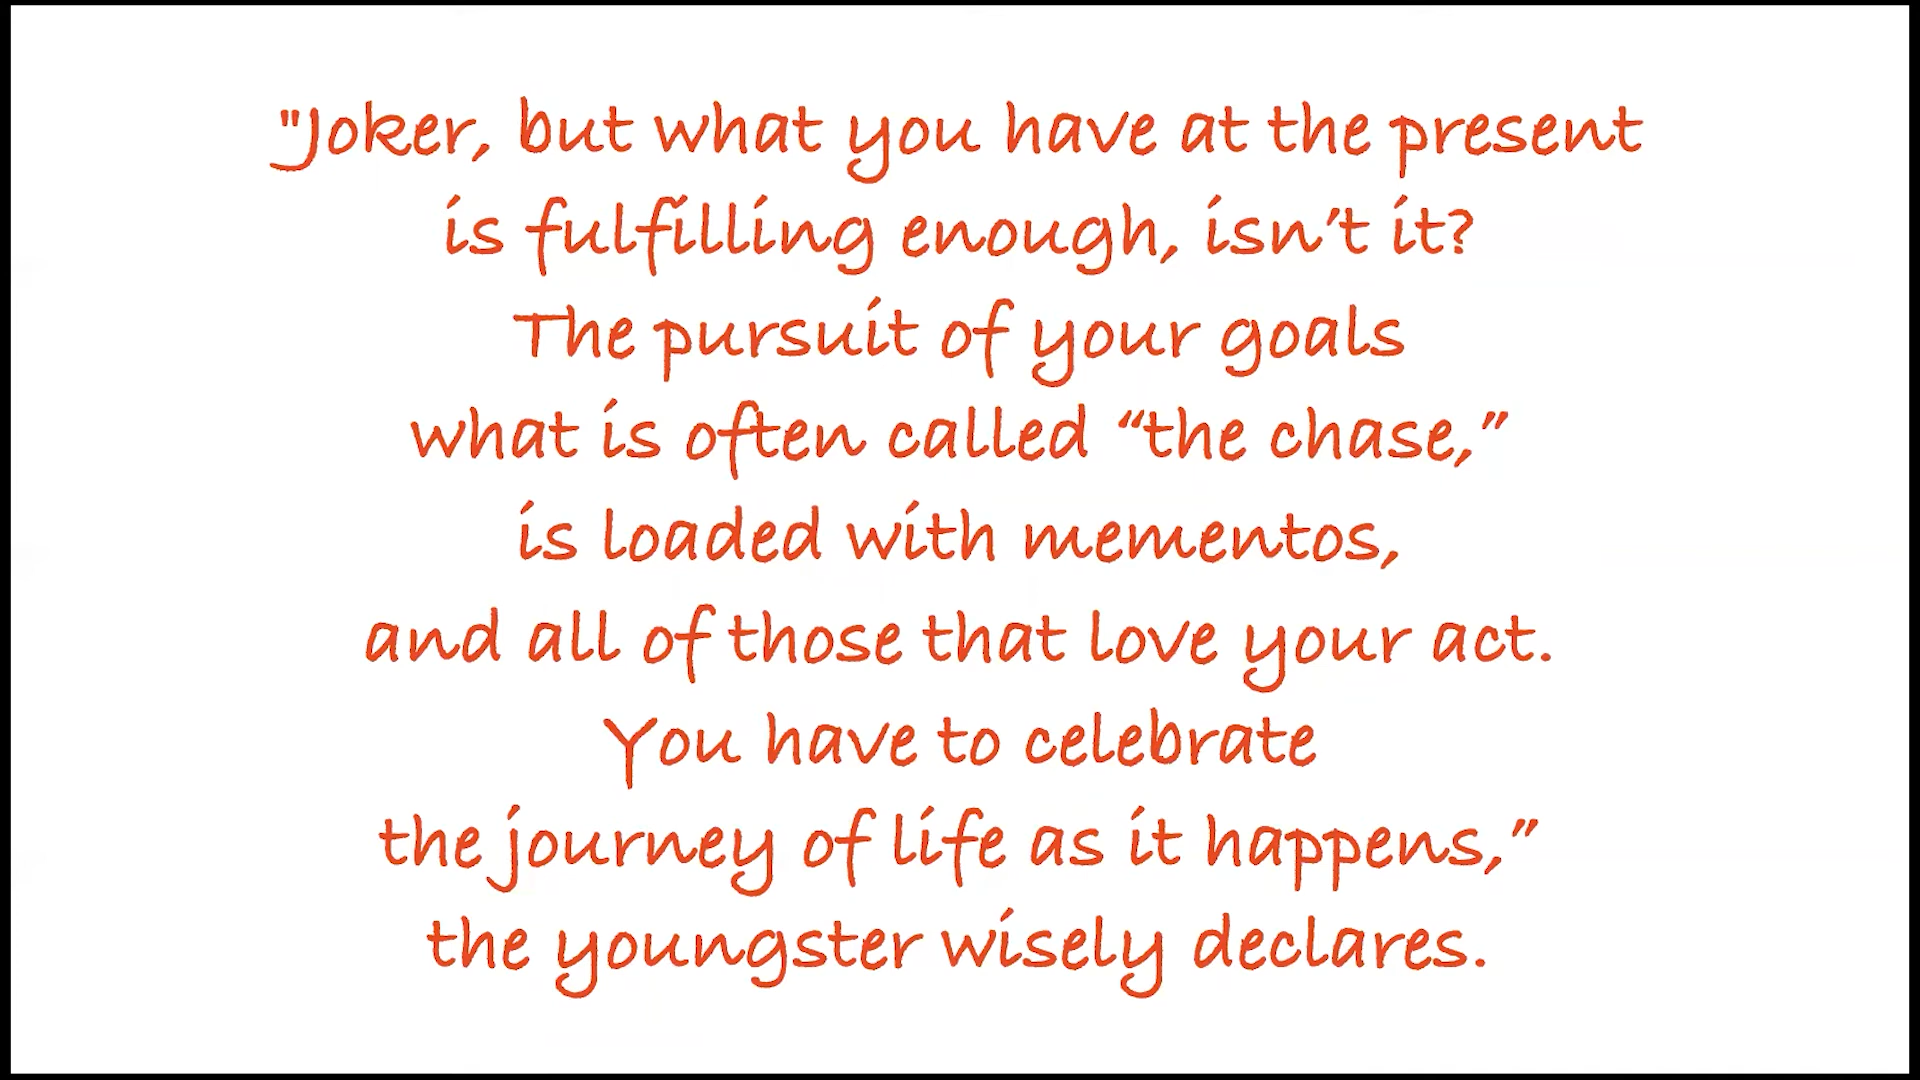 "Joker, but what you have at the present
is fulfilling enough, isn’t it?
The pursuit of your goals
what is often called “the chase,”
is loaded with mementos,
and all of those that love your act.
You have to celebrate
the journey of life as it happens,”
the youngster wisely declares.